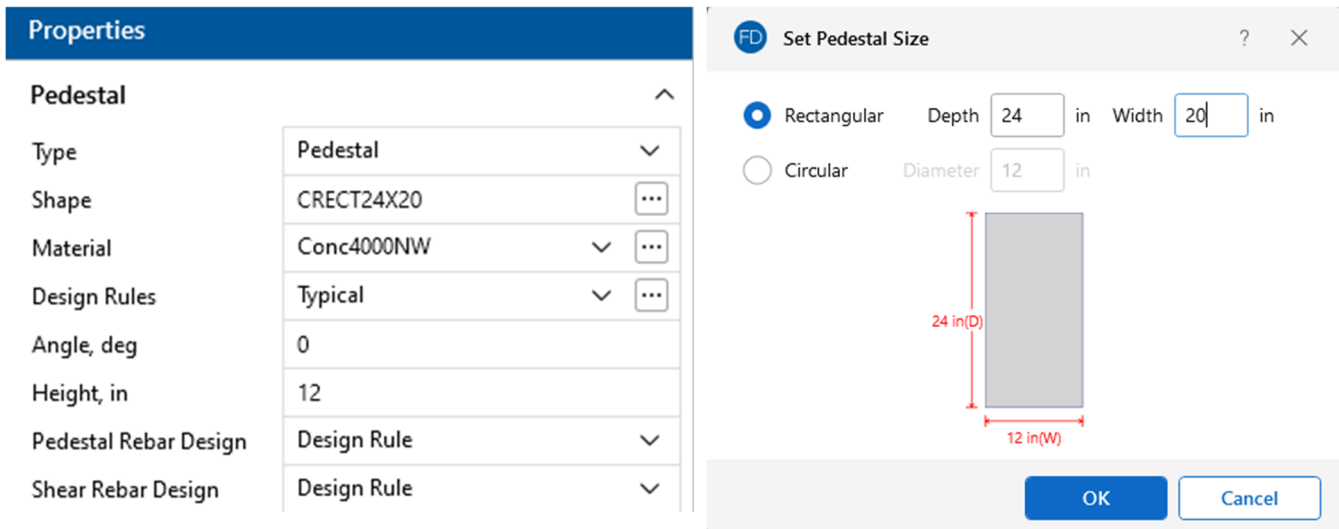 Properties
Pedestal
Type Pedestal
Shape CRECT24X20 ...
Material Conc4000NW ...
Design Rules Typical ...
Angle, deg 0
Height, in 12
Pedestal Rebar Design Design Rule
Shear Rebar Design Design Rule
FD Set Pedestal Size ?
Rectangular Depth 24 in Width 20 in
Circular Diameter 12 in
24 in(D)
12 in(W)
OK Cancel